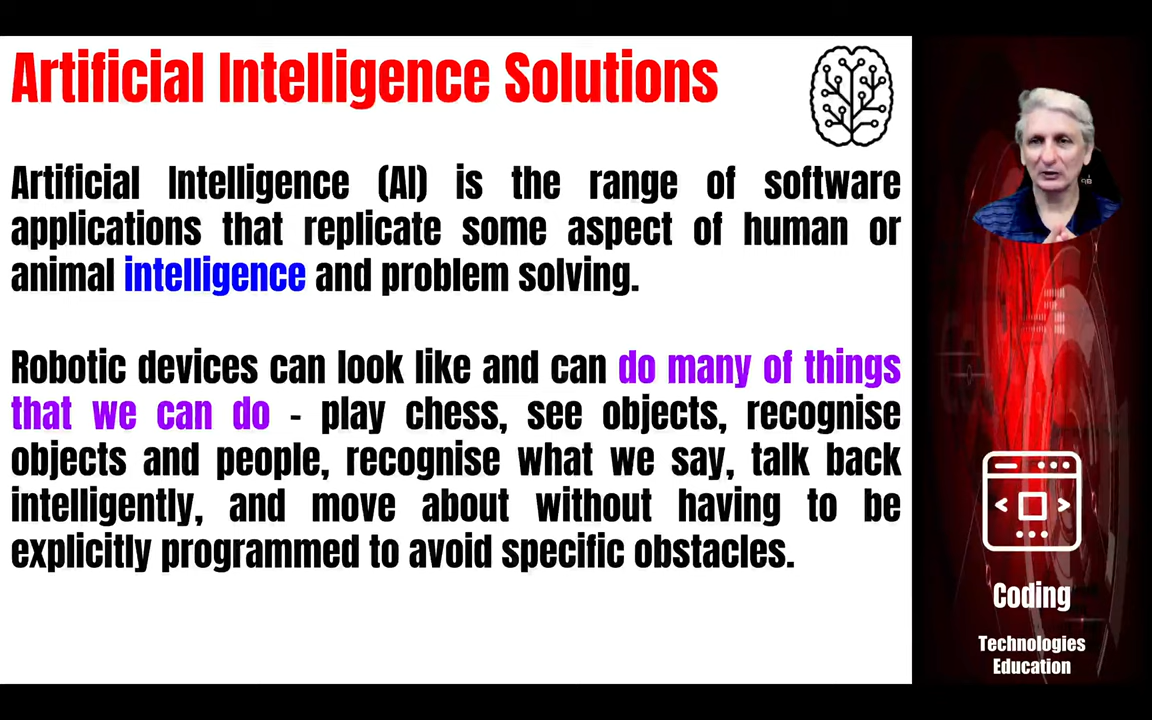 Artificial Intelligence Solutions
Artificial Intelligence (AI) is the range of software
applications that replicate some aspect of human or
animal intelligence and problem solving.
Robotic devices can look like and can do many of things
that we can do - play chess, see objects, recognise
objects and people, recognise what we say, talk back
intelligently, and move about without having to be
explicitly programmed to avoid specific obstacles.
Coding
Technologies
Education